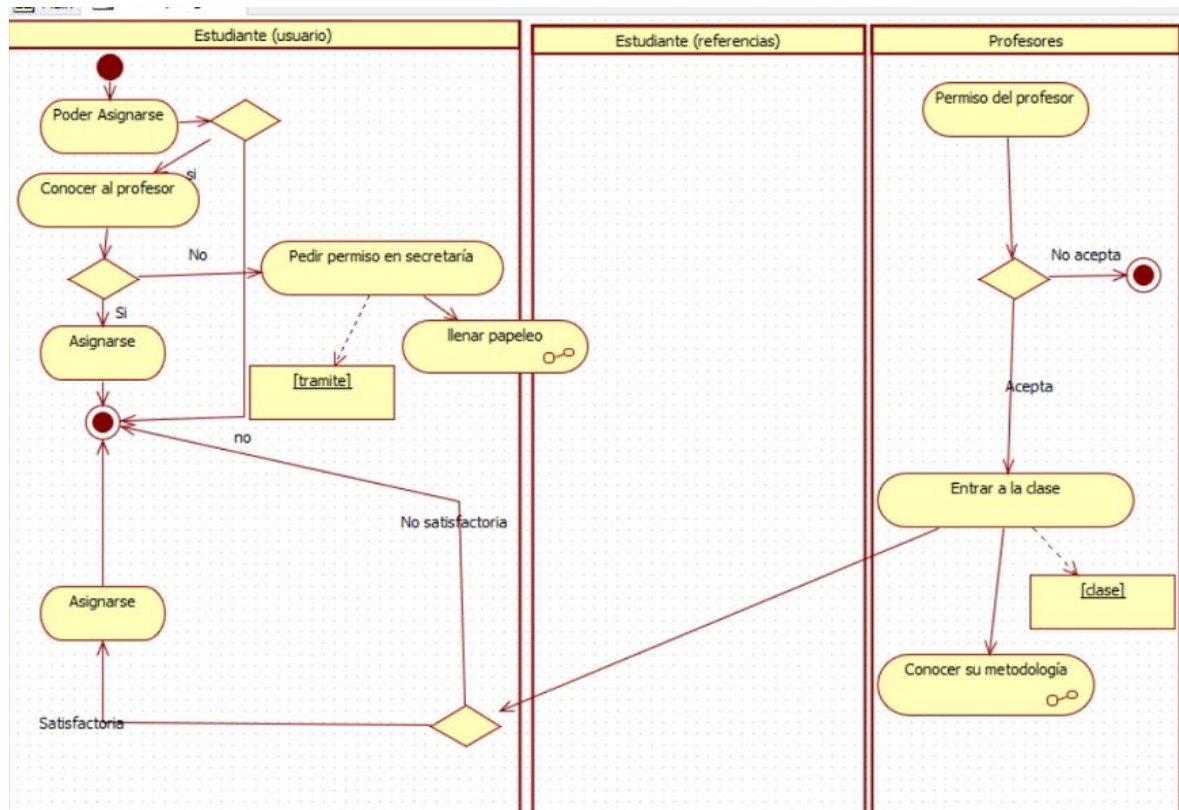 Estudiante (usuario)
Estudiante (referencias)
Profesores
Poder Asignarse
Permiso del profesor
si
Conocer al profesor
No
Pedir permiso en secretaría
No acepta
Si
Asignarse
llenar papeleo
[tramite]
Acepta
no
Entrar a la clase
No satisfactoria
Asignarse
[clase]
Conocer su metodología
Satisfactoria